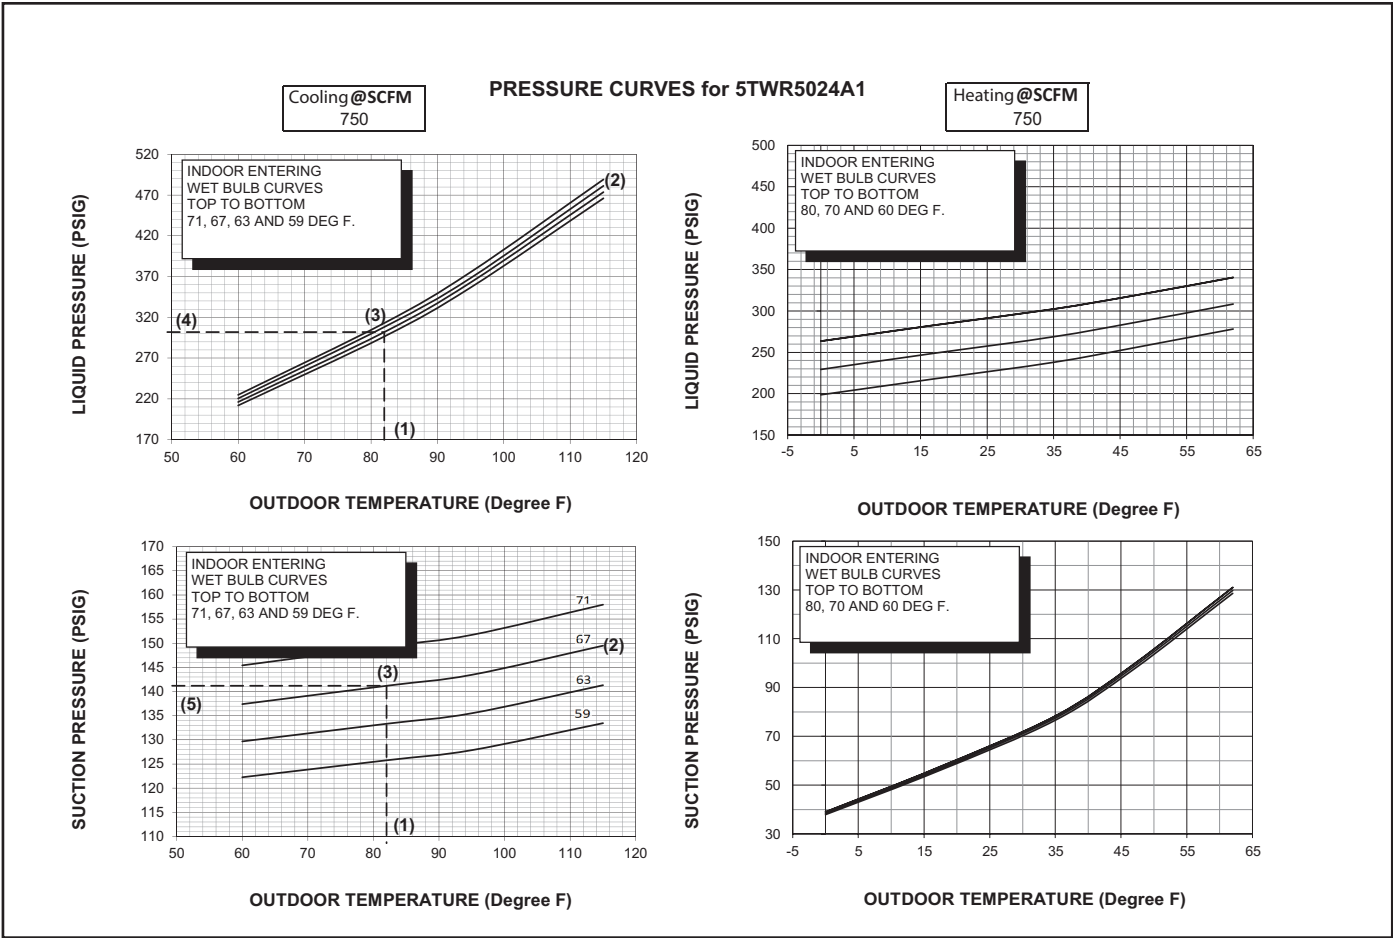 PRESSURE CURVES for 5TWR5024A1
Cooling @SCFM
750
Heating @SCFM
750
LIQUID PRESSURE (PSIG)
520
470
420
370
320
270
220
170
INDOOR ENTERING
WET BULB CURVES
TOP TO BOTTOM
71, 67, 63 AND 59 DEG F.
(2)
(3)
(4)
(1)
50 60 70 80 90 100 110 120
OUTDOOR TEMPERATURE (Degree F)
LIQUID PRESSURE (PSIG)
500
450
400
350
300
250
200
150
INDOOR ENTERING
WET BULB CURVES
TOP TO BOTTOM
80, 70 AND 60 DEG F.
-5 5 15 25 35 45 55 65
OUTDOOR TEMPERATURE (Degree F)
SUCTION PRESSURE (PSIG)
170
165
160
155
150
145
140
135
130
125
120
115
110
INDOOR ENTERING
WET BULB CURVES
TOP TO BOTTOM
71, 67, 63 AND 59 DEG F.
71
67
(2)
(3)
63
(5)
59
(1)
50 60 70 80 90 100 110 120
OUTDOOR TEMPERATURE (Degree F)
SUCTION PRESSURE (PSIG)
150
130
110
90
70
50
30
INDOOR ENTERING
WET BULB CURVES
TOP TO BOTTOM
80, 70 AND 60 DEG F.
-5 5 15 25 35 45 55 65
OUTDOOR TEMPERATURE (Degree F)